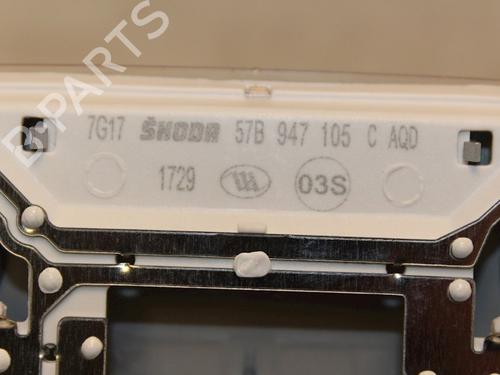 B-PARTS
7G17 ŠKODA 57B 947 105 C AQD
1729 03S